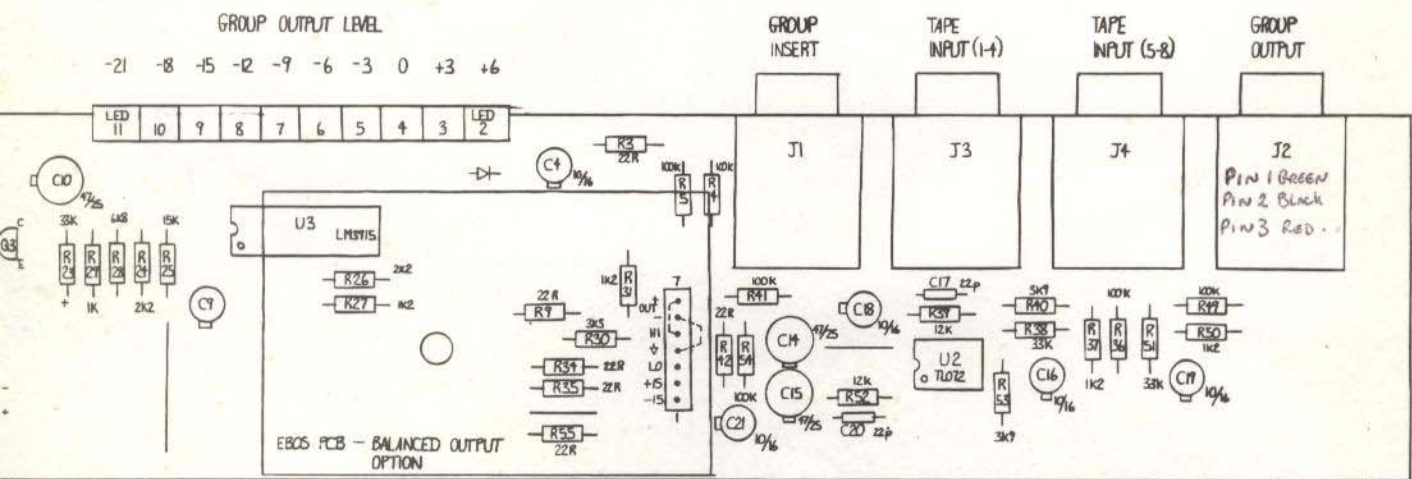 GROUP OUTPUT LEVEL
-21 -18 -15 -12 -9 -6 -3 0 +3 +6
LED 11 10 9 8 7 6 5 4 3 LED 2
GROUP INSERT
TAPE INPUT (1-4)
TAPE INPUT (5-8)
GROUP OUTPUT
J1
J3
J4
J2
PIN 1 GREEN
PIN 2 BLACK
PIN 3 RED.
C10
47/25
C4
10/16
R3
22R
100K
R5
R4
100K
C
E
33K
6K8
15K
R29
R28
R24
R25
+
1K
2K2
C9
U3
LM3915
R26
2K2
R27
1K2
1K2
R31
22R
R9
R30
R34
22R
R35
22R
R55
22R
7
+
OUT
-
HI
LO
+15
-15
1
EBOS PCB - BALANCED OUTPUT
OPTION
100K
R41
22R
R42
R54
100K
C14
47/25
C15
47/25
C21
10/16
C18
10/16
12K
R52
C20
22p
C17
22p
R39
12K
U2
TL072
R53
3K9
R40
R38
33K
C16
10/16
100K
R37
R36
R51
1K2
33K
100K
R49
R50
1K2
C19
10/16